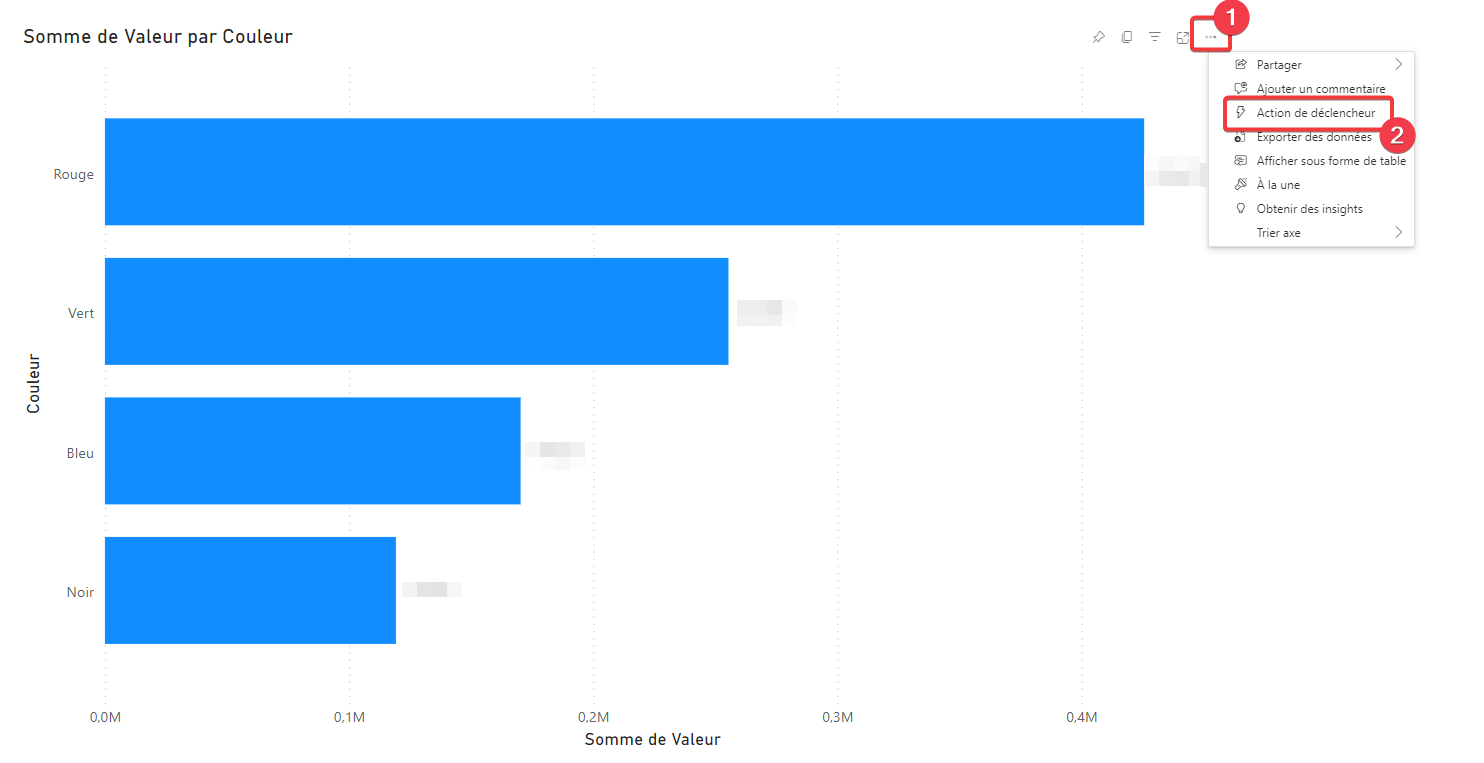 Somme de Valeur par Couleur
1
Partager
Ajouter un commentaire
Action de déclencheur
2
Exporter des données
Afficher sous forme de table
À la une
Obtenir des insights
Trier axe
Rouge
Vert
Bleu
Noir
Couleur
0,0M 0,1M 0,2M 0,3M 0,4M
Somme de Valeur